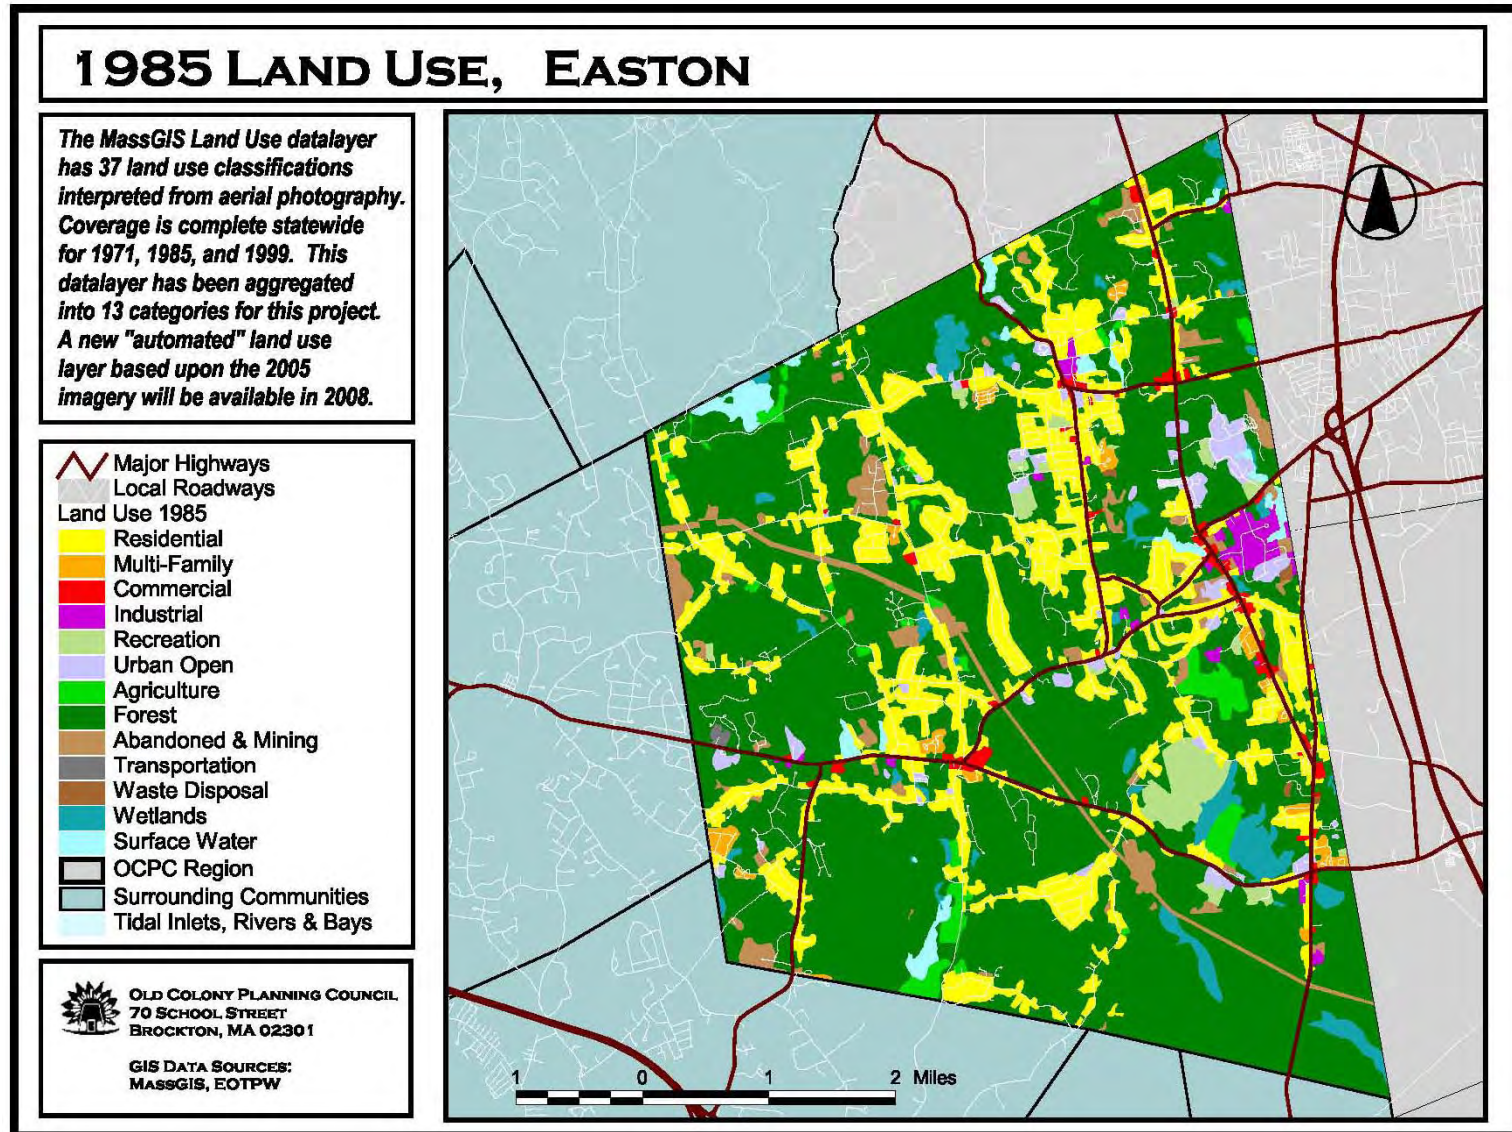 1985 LAND USE, EASTON
The MassGIS Land Use datalayer
has 37 land use classifications
interpreted from aerial photography.
Coverage is complete statewide
for 1971, 1985, and 1999. This
datalayer has been aggregated
into 13 categories for this project.
A new "automated" land use
layer based upon the 2005
imagery will be available in 2008.
Major Highways
Local Roadways
Land Use 1985
Residential
Multi-Family
Commercial
Industrial
Recreation
Urban Open
Agriculture
Forest
Abandoned & Mining
Transportation
Waste Disposal
Wetlands
Surface Water
OCPC Region
Surrounding Communities
Tidal Inlets, Rivers & Bays
OLD COLONY PLANNING COUNCIL
70 SCHOOL STREET
BROCKTON, MA 02301
GIS DATA SOURCES:
MASSGIS, EOTPW
1 0 1 2 Miles